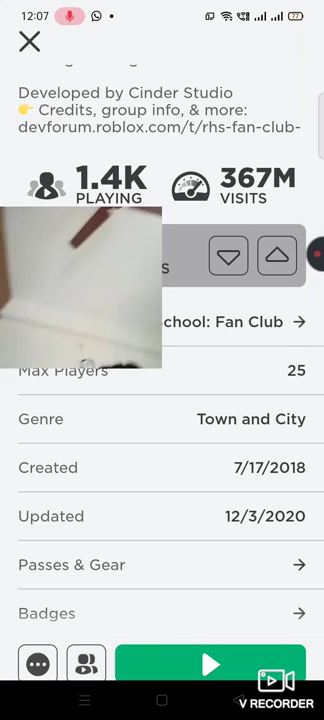 12:07
77
Developed by Cinder Studio
👉 Credits, group info, & more:
devforum.roblox.com/t/rhs-fan-club-
1.4K
PLAYING
367M
VISITS
s
chool: Fan Club
Max Players
25
Genre
Town and City
Created
7/17/2018
Updated
12/3/2020
Passes & Gear
Badges
V RECORDER